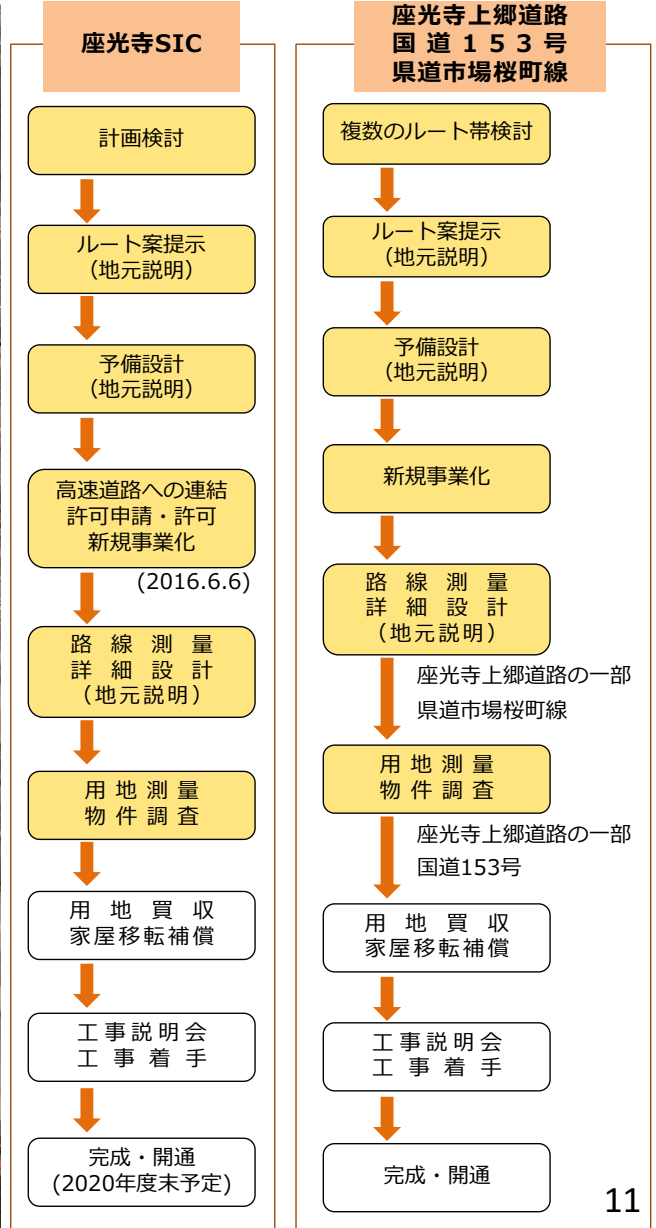 座光寺SIC
計画検討
ルート案提示
(地元説明)
予備設計
(地元説明)
高速道路への連結
許可申請・許可
新規事業化
(2016.6.6)
路線測量
詳細設計
(地元説明)
用地測量
物件調査
用地買収
家屋移転補償
工事説明会
工事着手
完成・開通
(2020年度末予定)
座光寺上郷道路
国道153号
県道市場桜町線
複数のルート帯検討
ルート案提示
(地元説明)
予備設計
(地元説明)
新規事業化
路線測量
詳細設計
(地元説明)
座光寺上郷道路の一部
県道市場桜町線
用地測量
物件調査
座光寺上郷道路の一部
国道153号
用地買収
家屋移転補償
工事説明会
工事着手
完成・開通
11